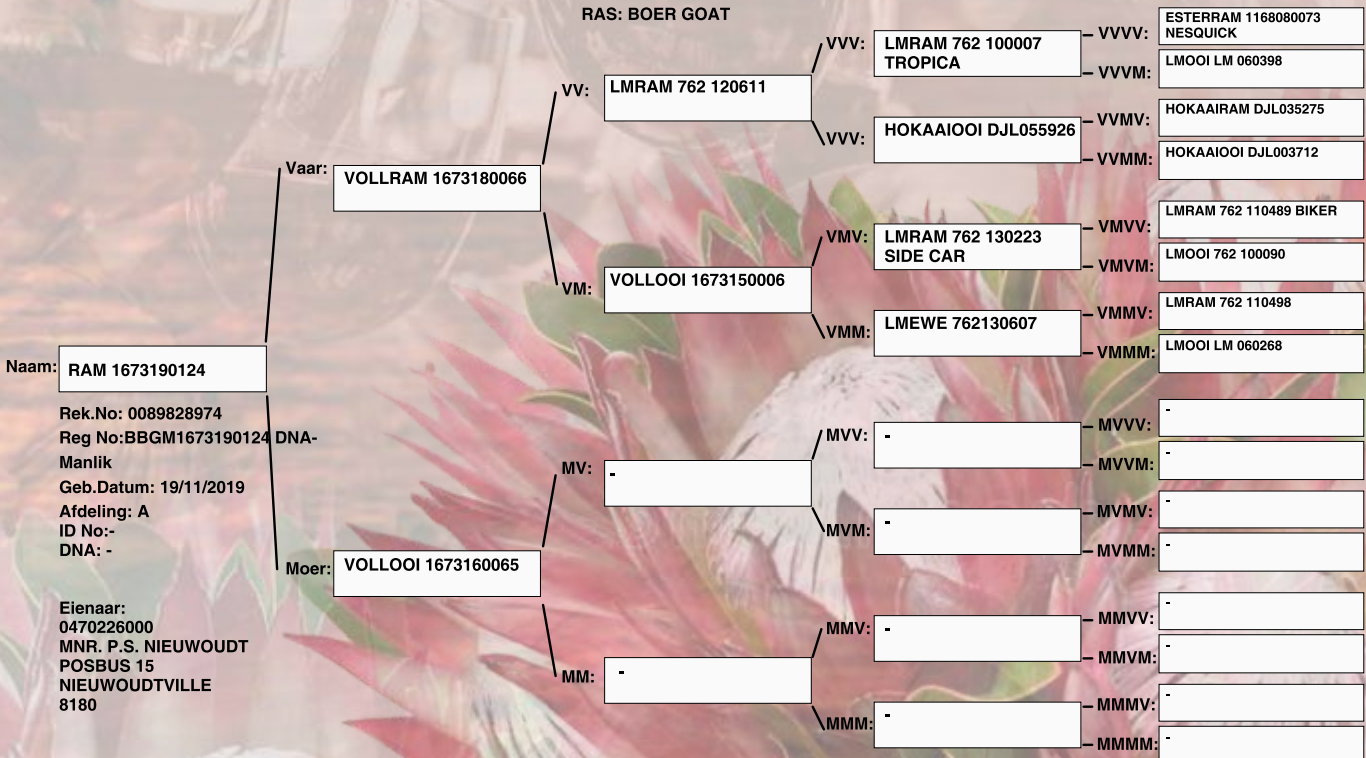 RAS: BOER GOAT
Naam: RAM 1673190124
Rek.No: 0089828974
Reg No:BBGM1673190124 DNA-
Manlik
Geb.Datum: 19/11/2019
Afdeling: A
ID No:-
DNA: -
Eienaar:
0470226000
MNR. P.S. NIEUWOUDT
POSBUS 15
NIEUWOUDTVILLE
8180
Vaar: VOLLRAM 1673180066
Moer: VOLLOOI 1673160065
VV: LMRAM 762 120611
VM: VOLLOOI 1673150006
MV: -
MM: -
VVV: LMRAM 762 100007
TROPICA
VVV: HOKAAIOOI DJL055926
VMV: LMRAM 762 130223
SIDE CAR
VMM: LMEWE 762130607
MVV: -
MVM: -
MMV: -
MMM: -
VVVV: ESTERRAM 1168080073
NESQUICK
VVVM: LMOOI LM 060398
VVMV: HOKAAIRAM DJL035275
VVMM: HOKAAIOOI DJL003712
VMVV: LMRAM 762 110489 BIKER
VMVM: LMOOI 762 100090
VMMV: LMRAM 762 110498
VMMM: LMOOI LM 060268
MVVV: -
MVVM: -
MVMV: -
MVMM: -
MMVV: -
MMVM: -
MMMV: -
MMMM: -